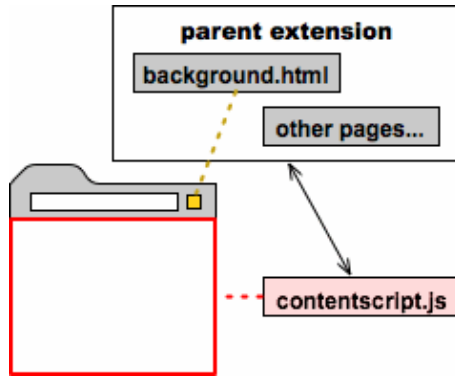 parent extension
background.html
other pages...
contentscript.js